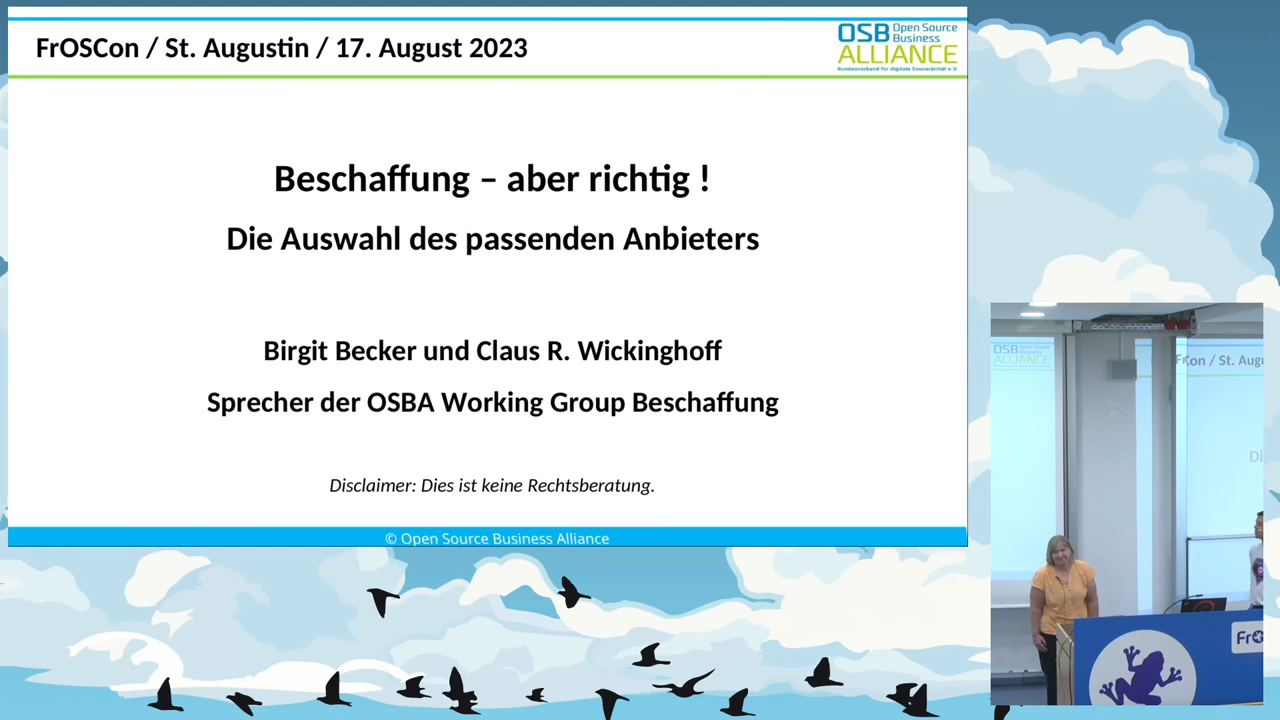 FrOSCon / St. Augustin / 17. August 2023
OSB Open Source
Business
ALLIANCE
Bundesverband für digitale Souveränität e.V.
Beschaffung – aber richtig !
Die Auswahl des passenden Anbieters
Birgit Becker und Claus R. Wickinghoff
Sprecher der OSBA Working Group Beschaffung
Disclaimer: Dies ist keine Rechtsberatung.
© Open Source Business Alliance